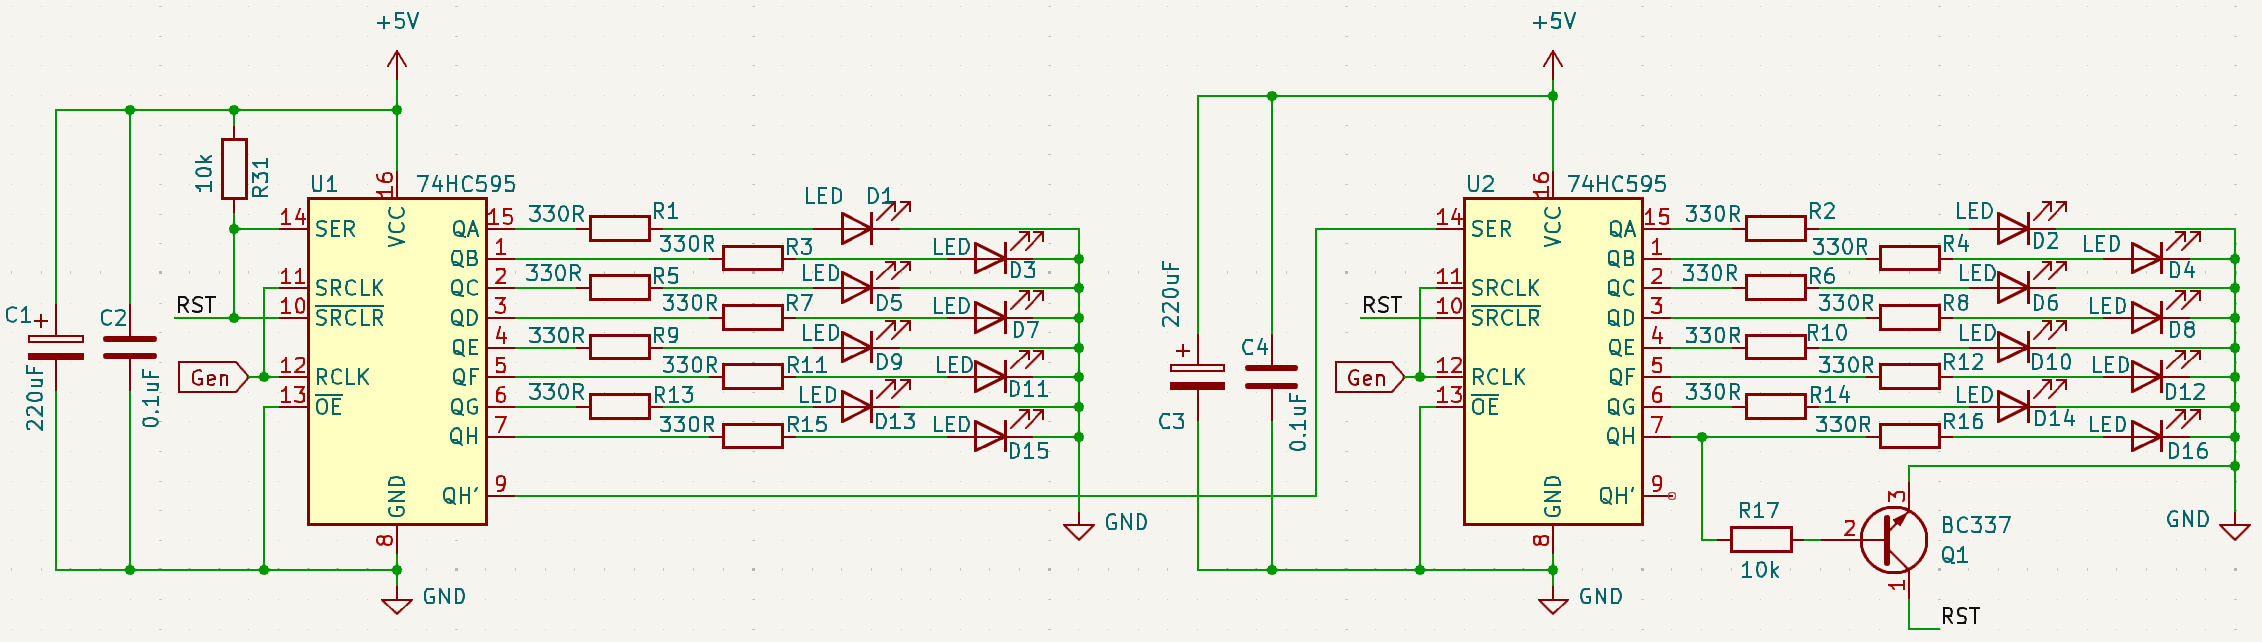 +5V
10k
R31
U1
74HC595
16
VCC
14
SER
11
SRCLK
10
SRCLR
12
RCLK
13
OE
RST
Gen
C1
+
220uF
C2
0.1uF
GND
8
GND
QA
15
330R
R1
LED
D1
QB
1
330R
R3
LED
D3
QC
2
330R
R5
LED
D5
QD
3
330R
R7
LED
D7
QE
4
330R
R9
LED
D9
QF
5
330R
R11
LED
D11
QG
6
330R
R13
LED
D13
QH
7
330R
R15
LED
D15
QH'
9
GND
+5V
U2
74HC595
16
VCC
14
SER
11
SRCLK
10
SRCLR
12
RCLK
13
OE
RST
Gen
220uF
+
C3
C4
0.1uF
GND
8
GND
QA
15
330R
R2
LED
D2
QB
1
330R
R4
LED
D4
QC
2
330R
R6
LED
D6
QD
3
330R
R8
LED
D8
QE
4
330R
R10
LED
D10
QF
5
330R
R12
LED
D12
QG
6
330R
R14
LED
D14
QH
7
330R
R16
LED
D16
QH'
9
R17
10k
2
3
1
BC337
Q1
GND
RST